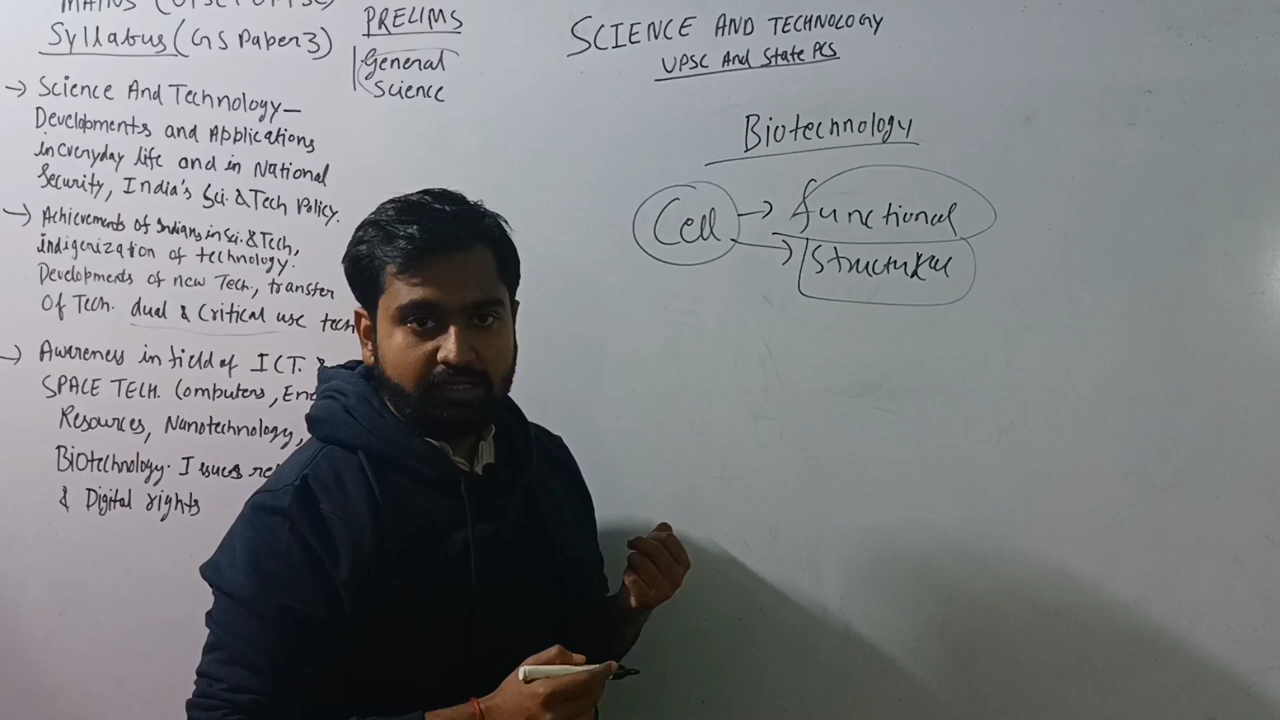 MAINS (UPSC & UPPSC)
Syllabus (GS Paper 3)
→ Science And Technology—
Developments and Applications
in everyday life and in National
Security, India's Sci. & Tech Policy.
→ Achievements of Indians in Sci. & Tech,
indigenization of technology.
Developments of new Tech., transfer
Of Tech. dual & Critical use tech
→ Awareness in field of ICT. &
SPACE TECH. Computers,
Resources, Nanotechnology,
Biotechnology. Issues
& Digital rights
PRELIMS
General
Science
SCIENCE AND TECHNOLOGY
UPSC And State PCS
Biotechnology
Cell → functional
→ Structural